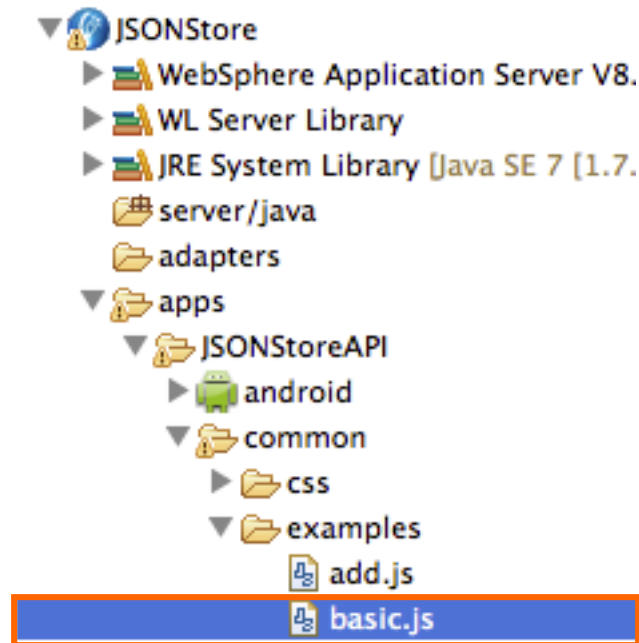 JSONStore
WebSphere Application Server V8.
WL Server Library
JRE System Library [Java SE 7 [1.7.
server/java
adapters
apps
JSONStoreAPI
android
common
css
examples
add.js
basic.js